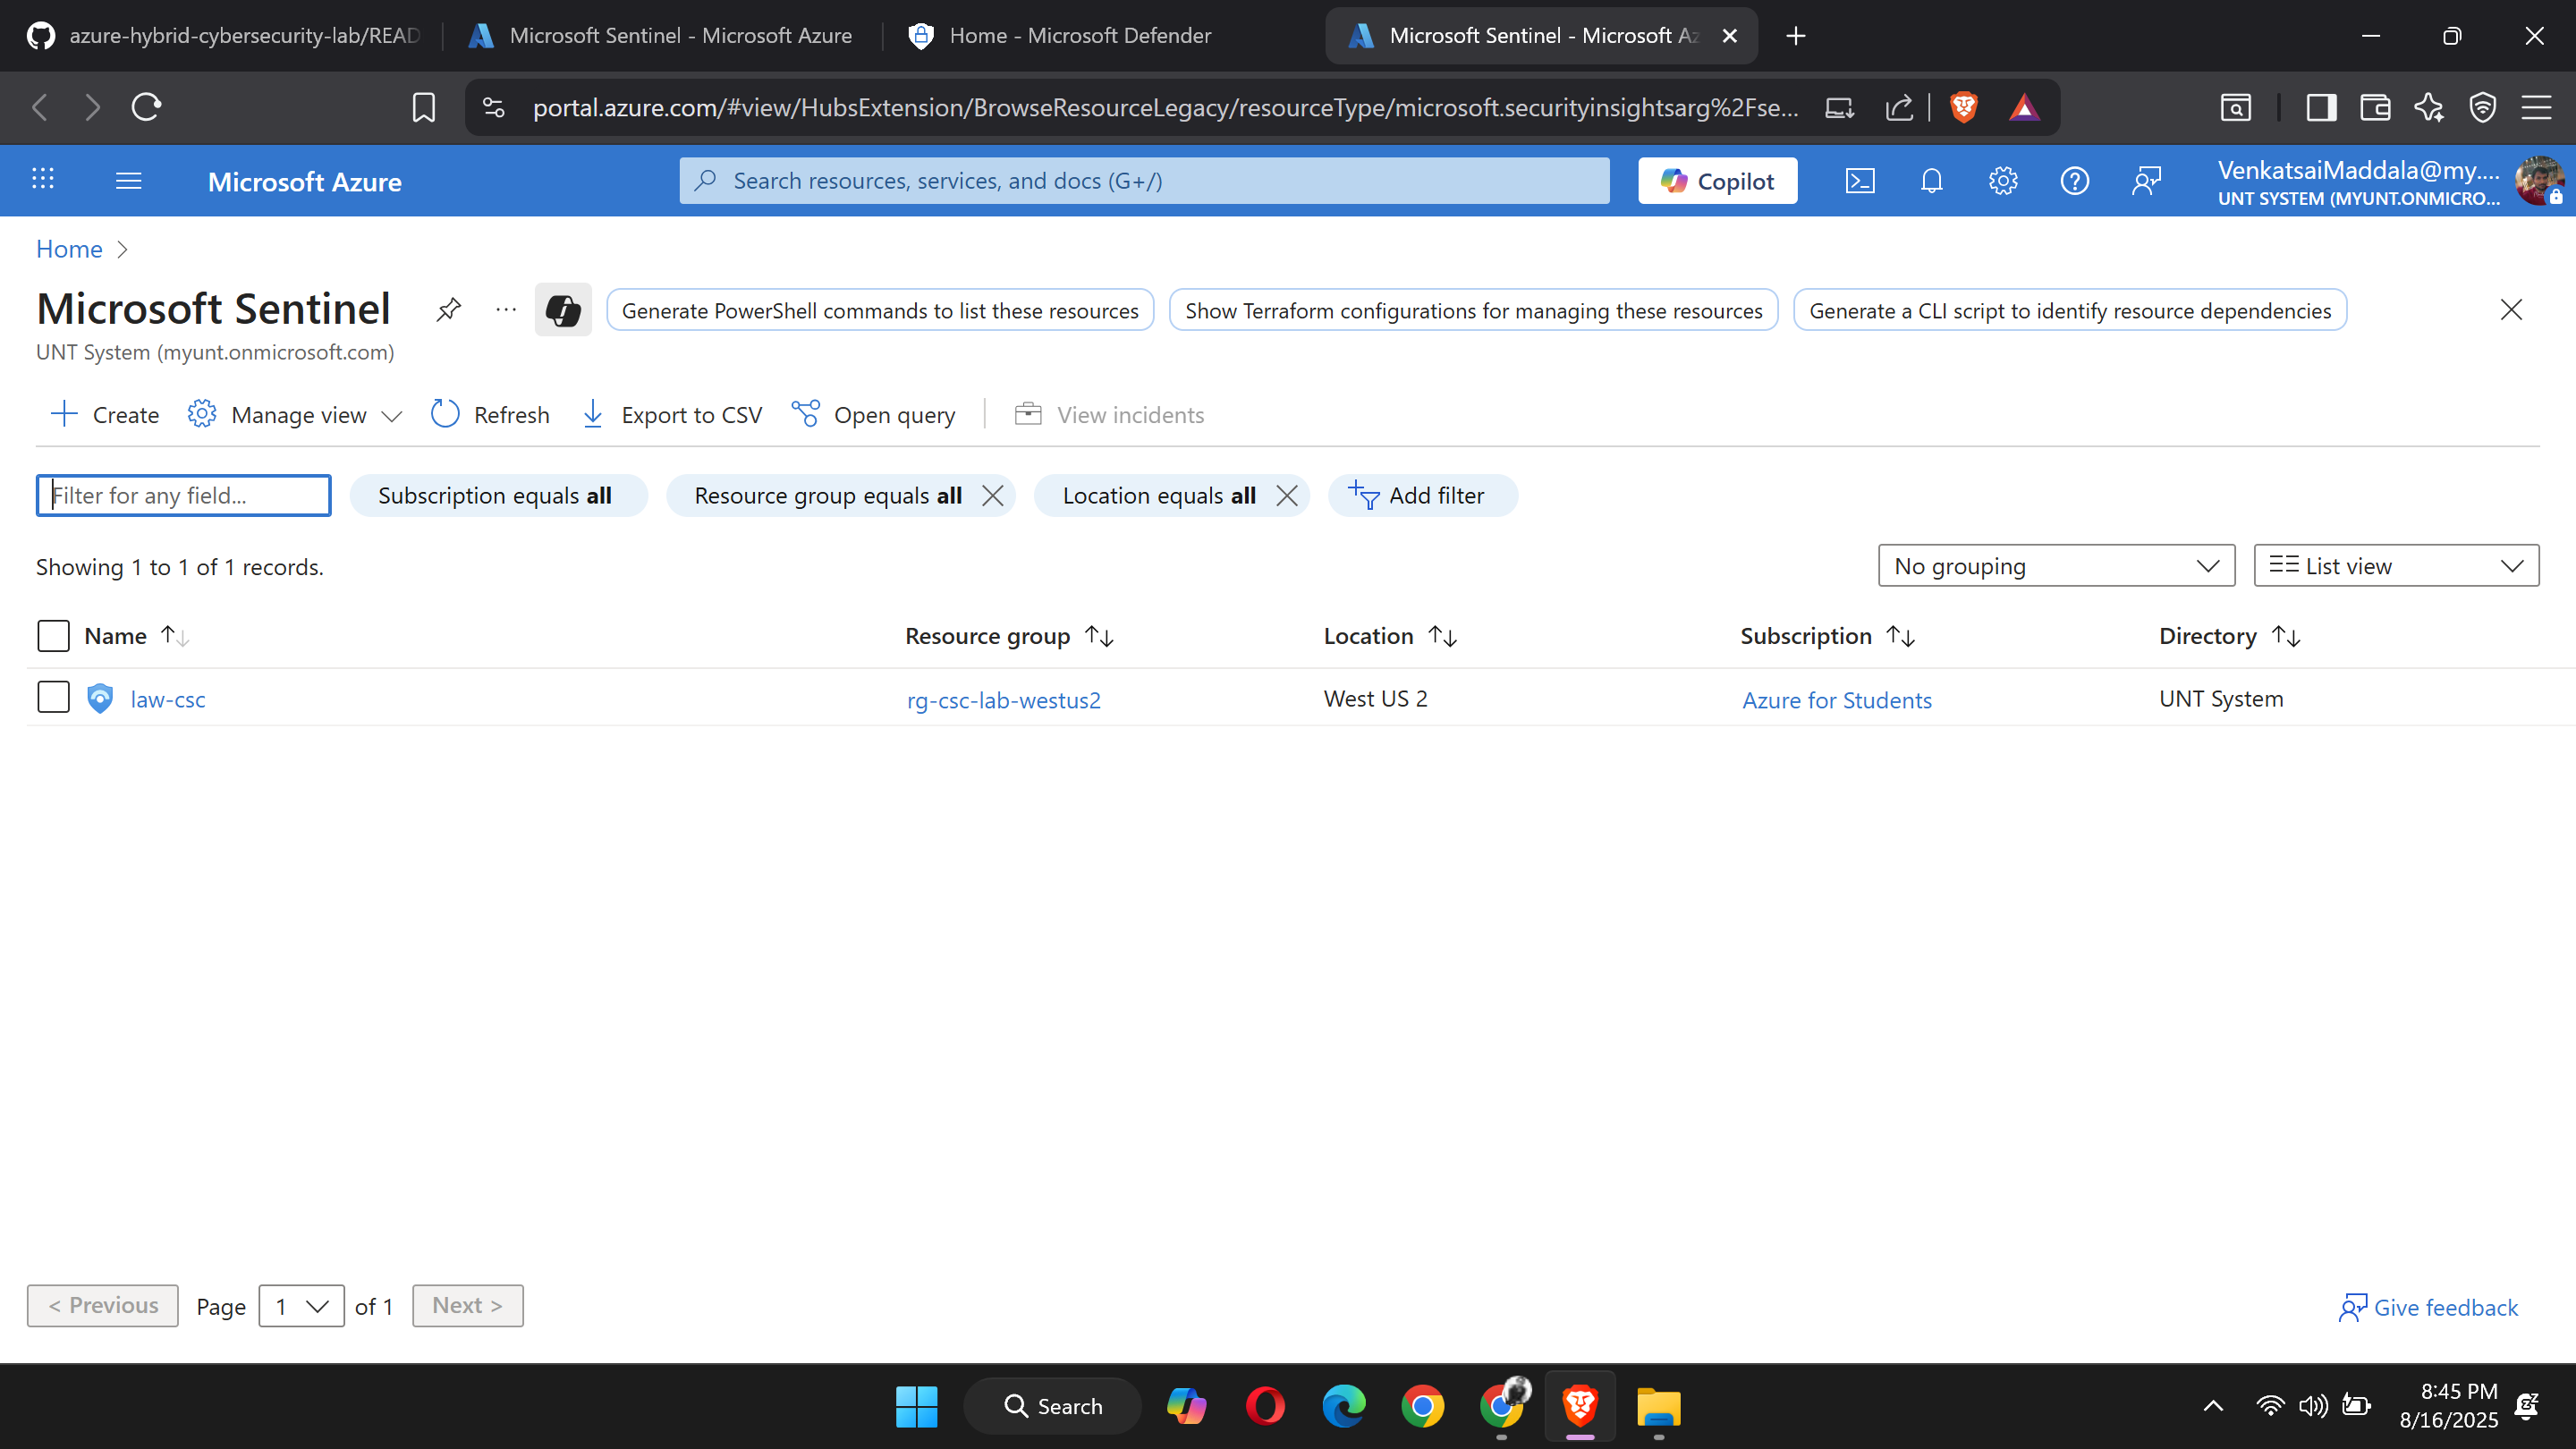 azure-hybrid-cybersecurity-lab/READ
Microsoft Sentinel - Microsoft Azure
Home - Microsoft Defender
Microsoft Sentinel - Microsoft Az
portal.azure.com/#view/HubsExtension/BrowseResourceLegacy/resourceType/microsoft.securityinsightsarg%2Fse...
Microsoft Azure
Search resources, services, and docs (G+/)
Copilot
VenkatsaiMaddala@my....
UNT SYSTEM (MYUNT.ONMICRO...
Home
Microsoft Sentinel
Generate PowerShell commands to list these resources
Show Terraform configurations for managing these resources
Generate a CLI script to identify resource dependencies
UNT System (myunt.onmicrosoft.com)
Create
Manage view
Refresh
Export to CSV
Open query
View incidents
Filter for any field...
Subscription equals all
Resource group equals all
Location equals all
Add filter
Showing 1 to 1 of 1 records.
No grouping
List view
Name
Resource group
Location
Subscription
Directory
law-csc
rg-csc-lab-westus2
West US 2
Azure for Students
UNT System
< Previous
Page
1
of 1
Next >
Give feedback
Search
8:45 PM
8/16/2025